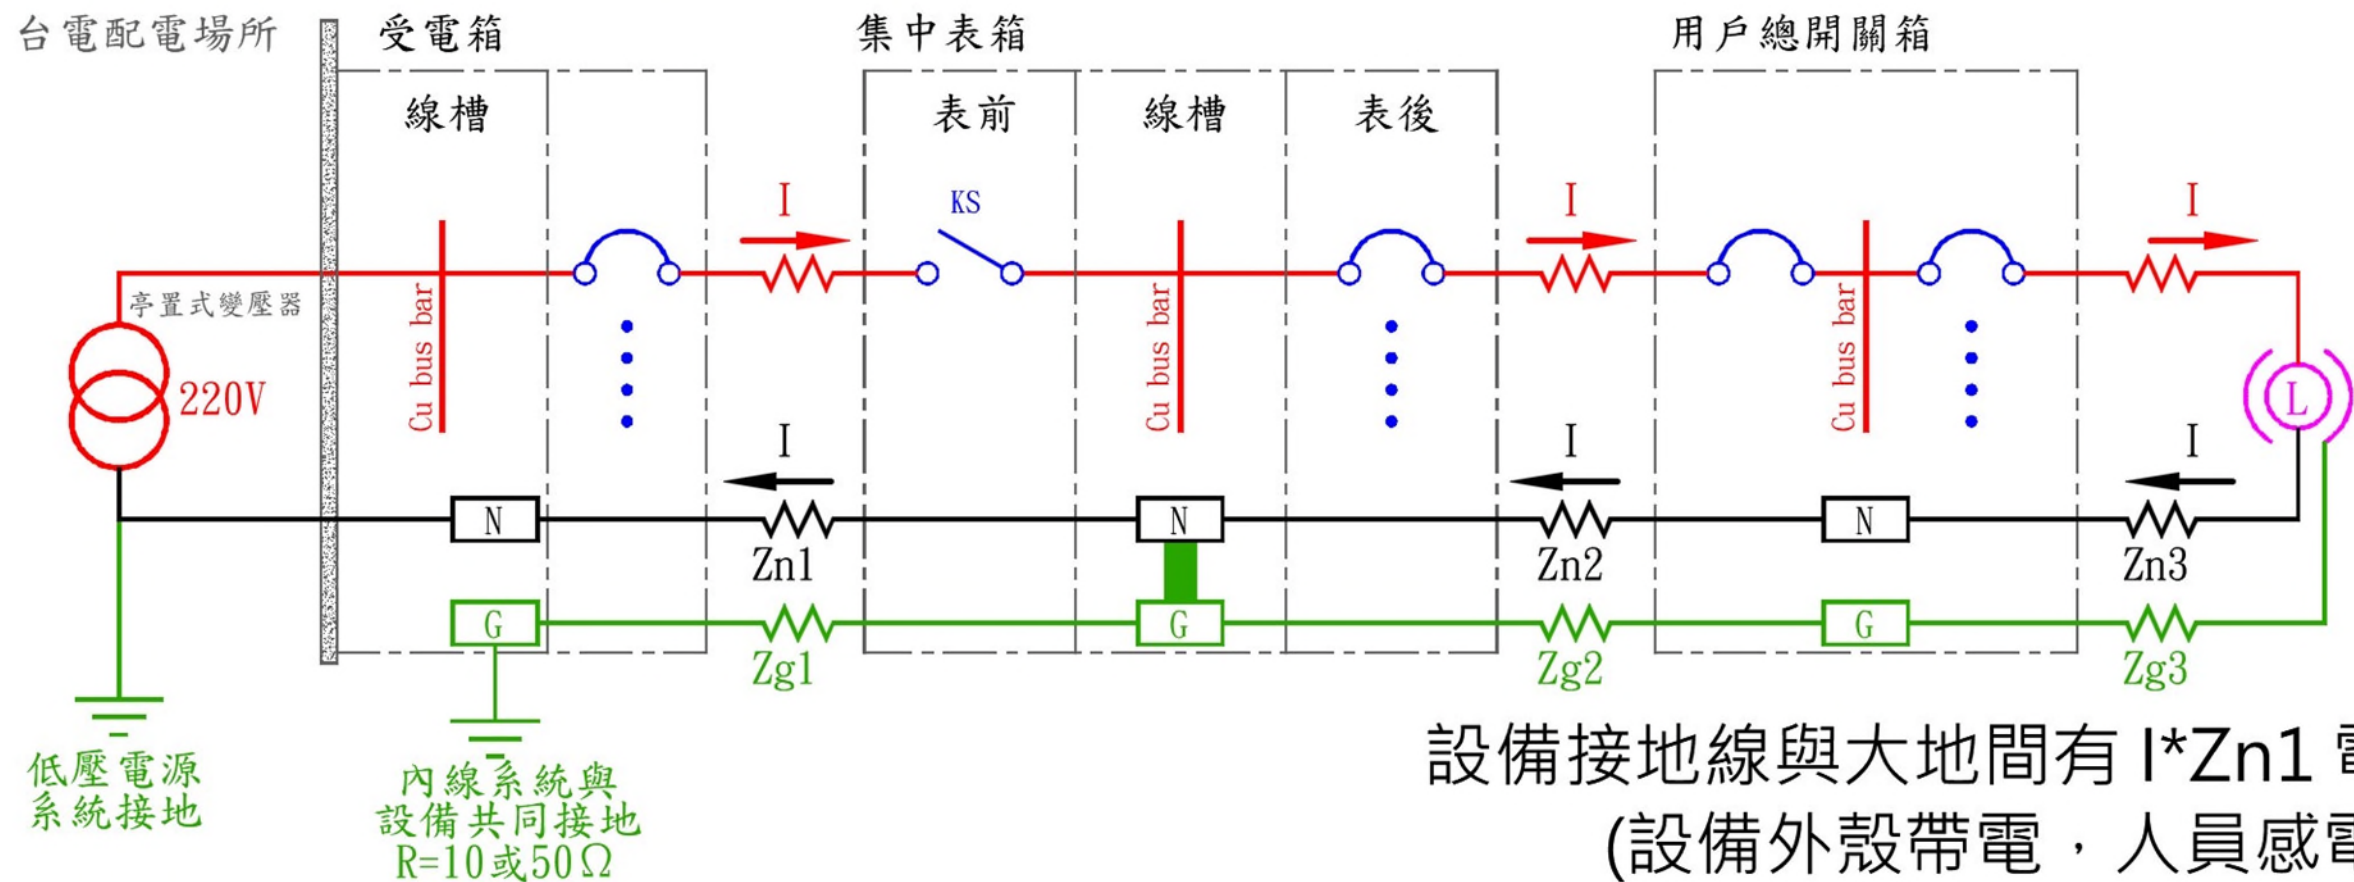 台電配電場所
受電箱
集中表箱
用戶總開關箱
線槽
表前
線槽
表後
I
KS
I
I
亭置式變壓器
220V
Cu bus bar
Cu bus bar
Cu bus bar
L
I
I
I
N
N
N
Zn1
Zn2
Zn3
G
G
G
Zg1
Zg2
Zg3
低壓電源
系統接地
內線系統與
設備共同接地
R=10或50Ω
設備接地線與大地間有 I*Zn1 電
(設備外殼帶電，人員感電